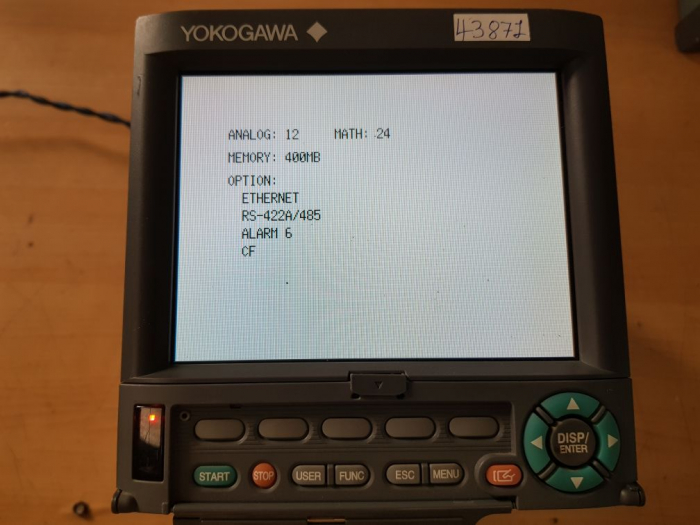 YOKOGAWA
43871
ANALOG: 12 MATH: 24
MEMORY: 400MB
OPTION:
ETHERNET
RS-422A/485
ALARM 6
CF
DISP/
ENTER
START STOP USER FUNC ESC MENU